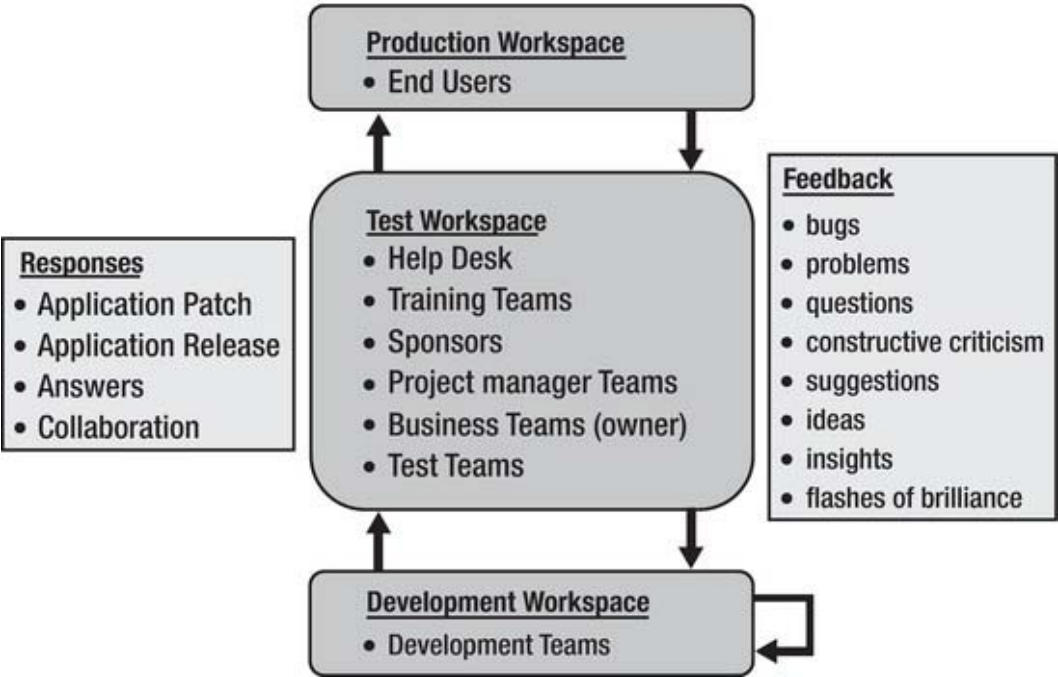 Production Workspace
• End Users
Test Workspace
• Help Desk
• Training Teams
• Sponsors
• Project manager Teams
• Business Teams (owner)
• Test Teams
Responses
• Application Patch
• Application Release
• Answers
• Collaboration
Feedback
• bugs
• problems
• questions
• constructive criticism
• suggestions
• ideas
• insights
• flashes of brilliance
Development Workspace
• Development Teams